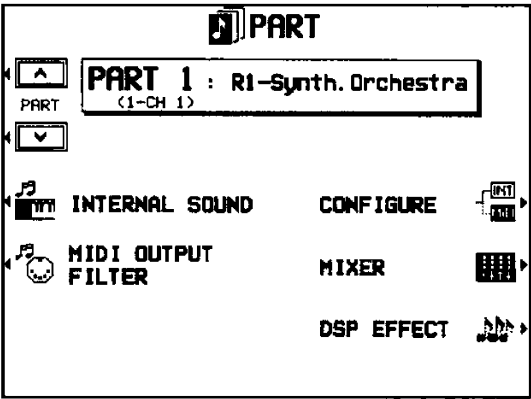 PART
PART 1 : R1-Synth.Orchestra
(1-CH 1)
PART
INTERNAL SOUND
CONFIGURE
INT
MIDI OUTPUT
FILTER
MIXER
DSP EFFECT